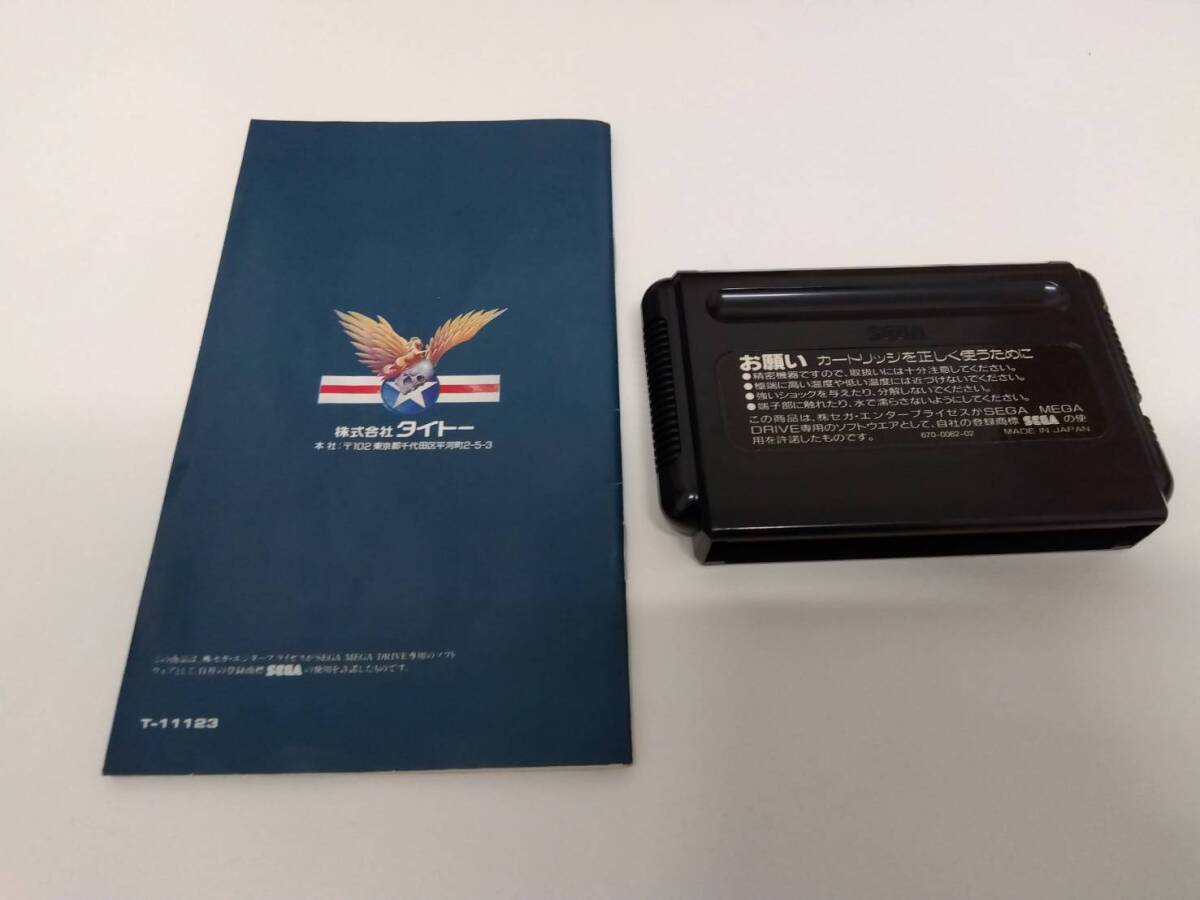 株式会社 タイトー
本社:〒102 東京都千代田区平河町2-5-3
この商品は、㈱セガ・エンタープライゼスがSEGA MEGA DRIVE専用のソフト
ウェアとして、自社の登録商標 SEGA の使用を許諾したものです。
T-11123
SEGA
お願い カートリッジを正しく使うために
●精密機器ですので、取扱いには十分注意してください。
●極端に高い温度や低い温度には近づけないでください。
●強いショックを与えたり、分解しないでください。
●端子部に触れたり、水で濡らさないようにしてください。
この商品は、㈱セガ・エンタープライゼスがSEGA MEGA
DRIVE専用のソフトウエアとして、自社の登録商標 SEGA の使
用を許諾したものです。 670-0082-02 MADE IN JAPAN